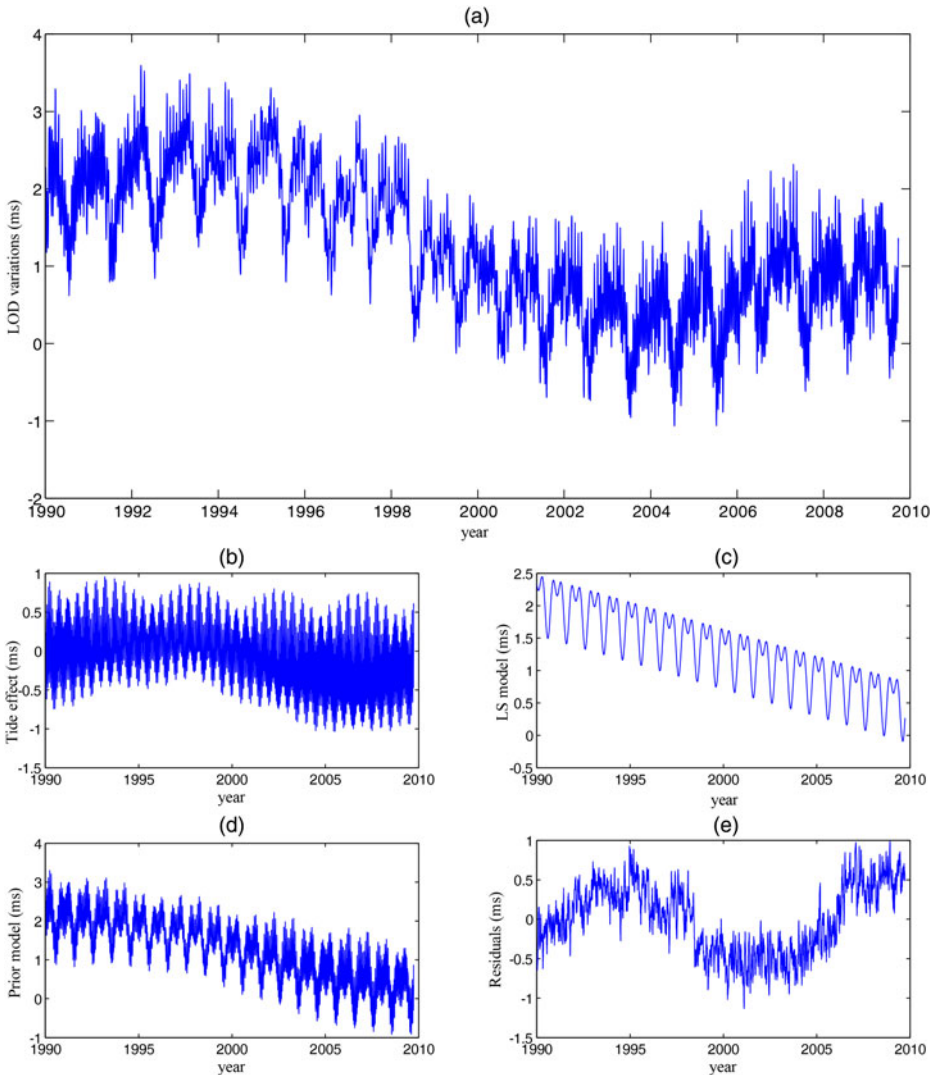 (a)
4
3
2
1
0
-1
-2
LOD variations (ms)
1990 1992 1994 1996 1998 2000 2002 2004 2006 2008 2010
year
(b)
1
0.5
0
-0.5
-1
-1.5
Tide effect (ms)
1990 1995 2000 2005 2010
year
(c)
2.5
2
1.5
1
0.5
0
-0.5
LS model (ms)
1990 1995 2000 2005 2010
year
(d)
4
3
2
1
0
-1
Prior model (ms)
1990 1995 2000 2005 2010
year
(e)
1
0.5
0
-0.5
-1
-1.5
Residuals (ms)
1990 1995 2000 2005 2010
year